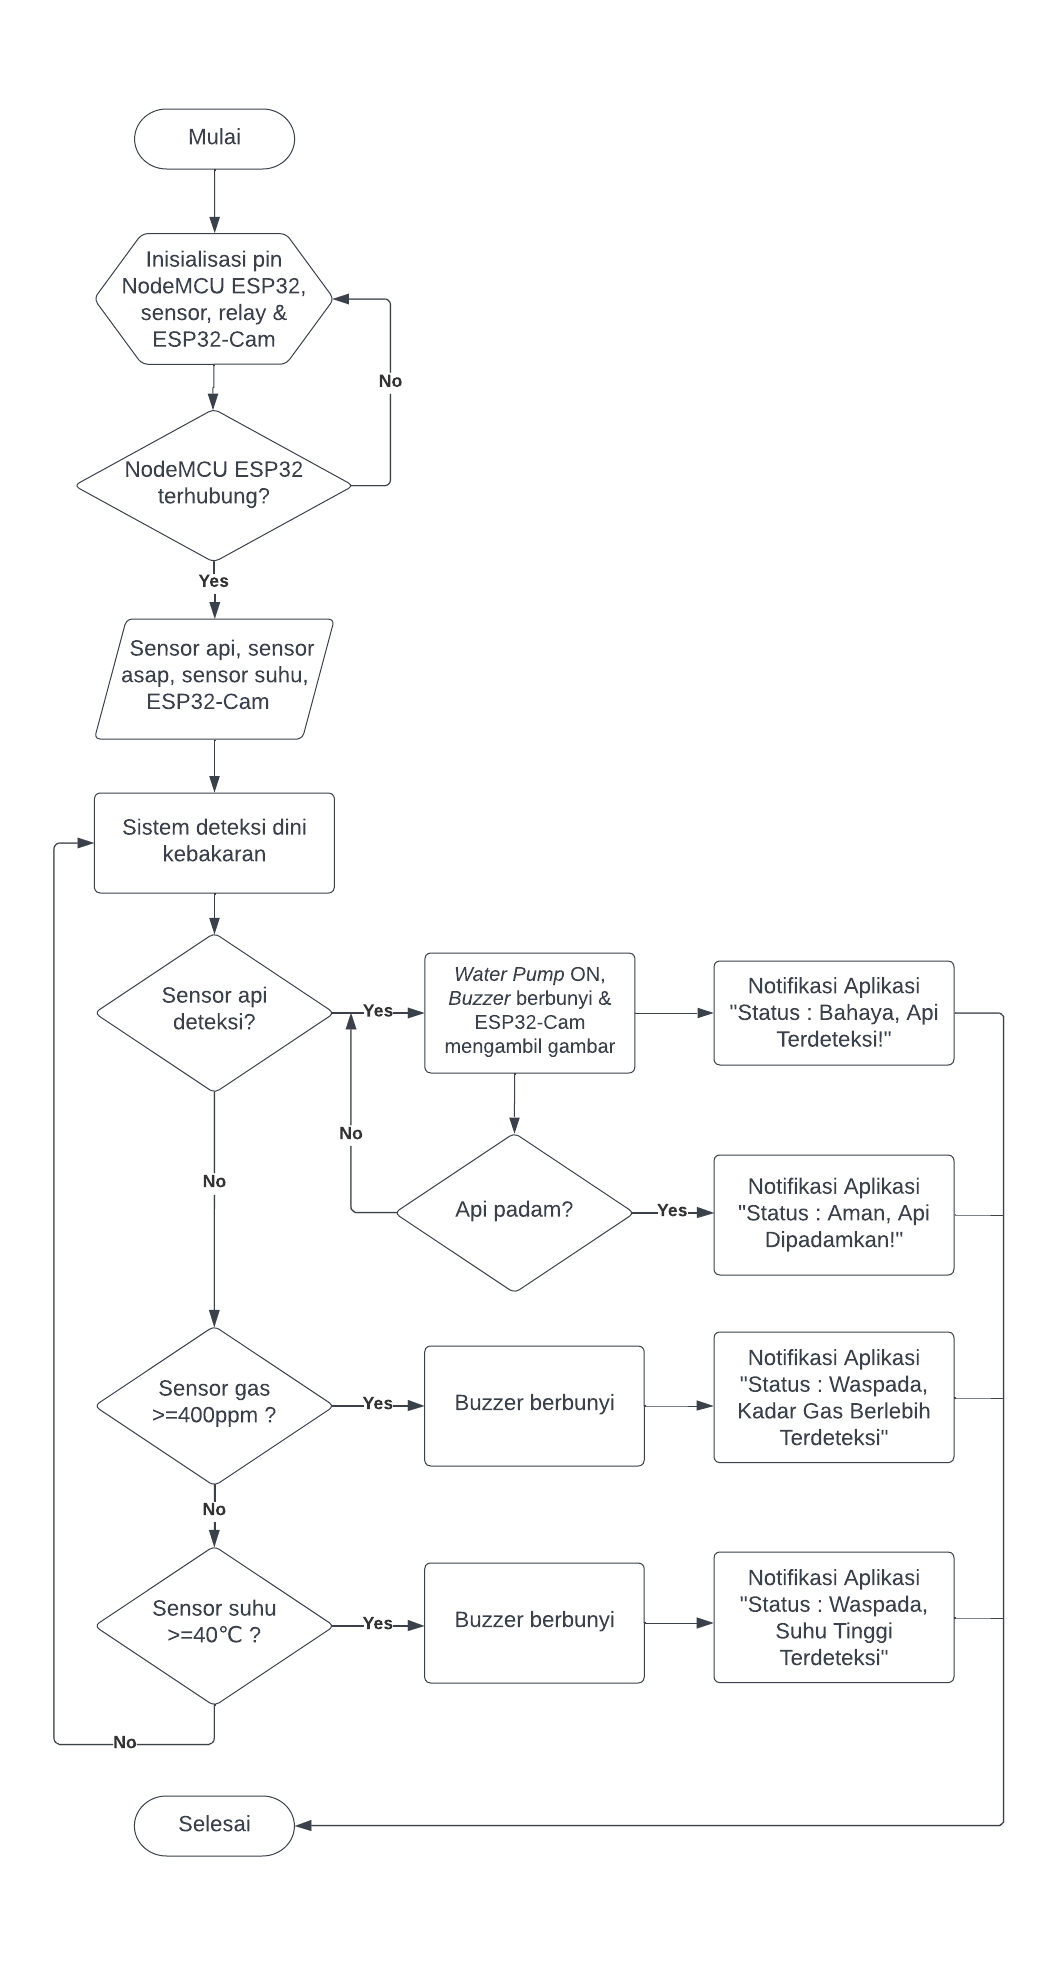 Mulai
Inisialisasi pin
NodeMCU ESP32,
sensor, relay &
ESP32-Cam
No
NodeMCU ESP32
terhubung?
Yes
Sensor api, sensor
asap, sensor suhu,
ESP32-Cam
Sistem deteksi dini
kebakaran
Sensor api
deteksi?
Yes
Water Pump ON,
Buzzer berbunyi &
ESP32-Cam
mengambil gambar
Notifikasi Aplikasi
"Status : Bahaya, Api
Terdeteksi!"
No
No
Api padam?
Yes
Notifikasi Aplikasi
"Status : Aman, Api
Dipadamkan!"
Sensor gas
>=400ppm ?
Yes
Buzzer berbunyi
Notifikasi Aplikasi
"Status : Waspada,
Kadar Gas Berlebih
Terdeteksi"
No
Sensor suhu
>=40℃ ?
Yes
Buzzer berbunyi
Notifikasi Aplikasi
"Status : Waspada,
Suhu Tinggi
Terdeteksi"
No
Selesai